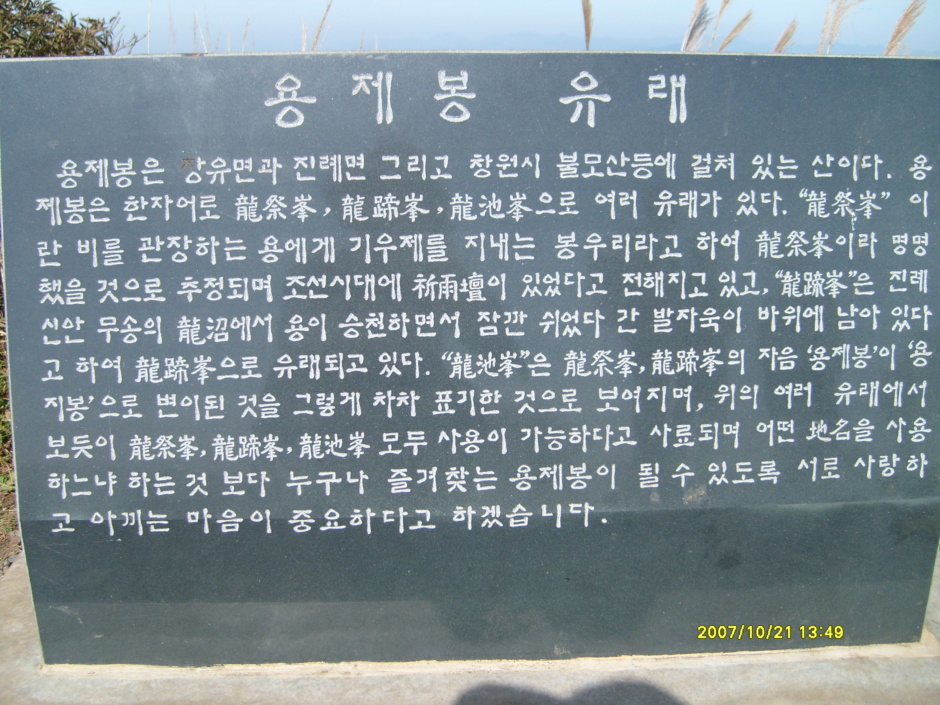 용제봉 유래
용제봉은 장유면과 진례면 그리고 창원시 불모산등에 걸쳐 있는 산이다. 용
제봉은 한자어로 龍祭峯, 龍蹄峯, 龍池峯으로 여러 유래가 있다. “龍祭峯” 이
란 비를 관장하는 용에게 기우제를 지내는 봉우리라고 하여 龍祭峯이라 명명
했을 것으로 추정되며 조선시대에 祈雨壇이 있었다고 전해지고 있고, “龍蹄峯”은 진례
신안 무송의 龍沼에서 용이 승천하면서 잠깐 쉬었다 간 발자욱이 바위에 남아 있다
고 하여 龍蹄峯으로 유래되고 있다. “龍池峯”은 龍祭峯, 龍蹄峯의 자음 ‘용제봉’이 ‘용
지봉’으로 변이된 것을 그렇게 차차 표기한 것으로 보여지며, 위의 여러 유래에서
보듯이 龍祭峯, 龍蹄峯, 龍池峯 모두 사용이 가능하다고 사료되며 어떤 地名을 사용
하느냐 하는 것 보다 누구나 즐겨찾는 용제봉이 될 수 있도록 서로 사랑하
고 아끼는 마음이 중요하다고 하겠습니다.
2007/10/21 13:49